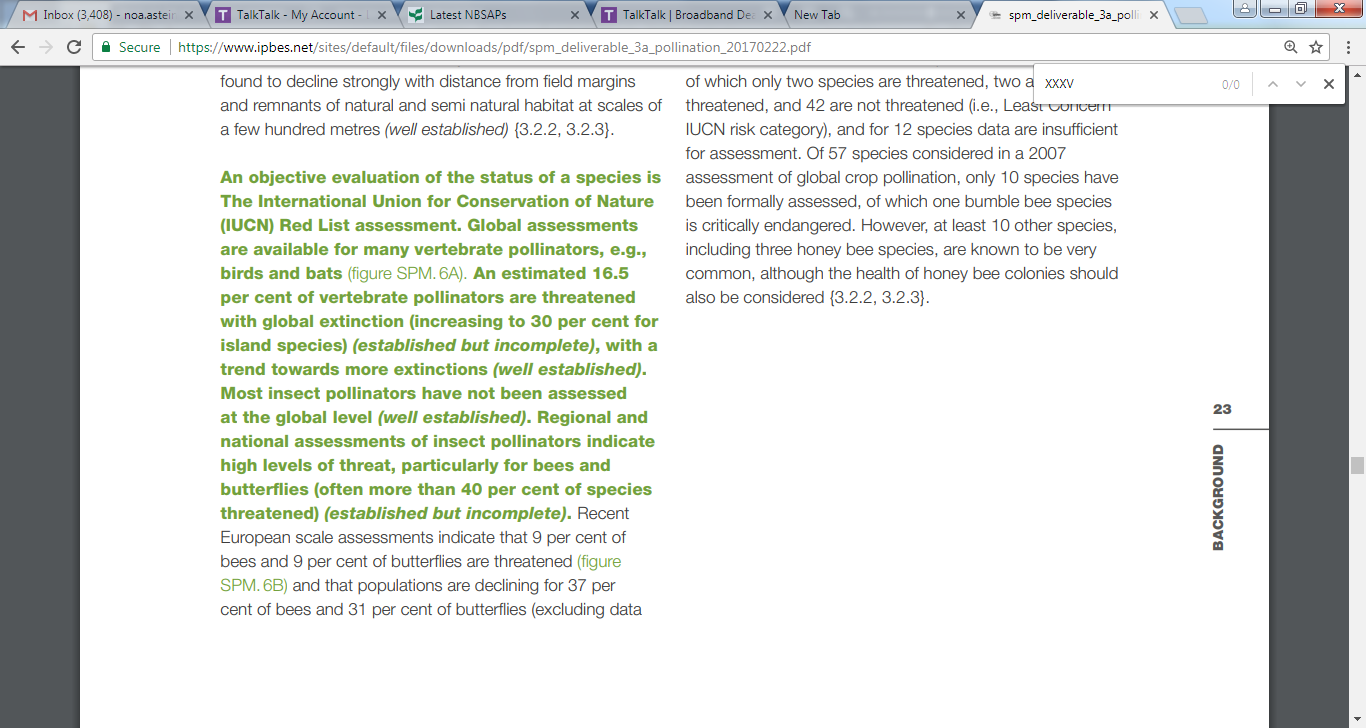 Inbox (3,408) - noa.astein
TalkTalk - My Account -
Latest NBSAPs
TalkTalk | Broadband De
New Tab
spm_deliverable_3a_polli
Secure
https://www.ipbes.net/sites/default/files/downloads/pdf/spm_deliverable_3a_pollination_20170222.pdf
XXXV
0/0
found to decline strongly with distance from field margins
and remnants of natural and semi natural habitat at scales of
a few hundred metres (well established) {3.2.2, 3.2.3}.
An objective evaluation of the status of a species is
The International Union for Conservation of Nature
(IUCN) Red List assessment. Global assessments
are available for many vertebrate pollinators, e.g.,
birds and bats (figure SPM. 6A). An estimated 16.5
per cent of vertebrate pollinators are threatened
with global extinction (increasing to 30 per cent for
island species) (established but incomplete), with a
trend towards more extinctions (well established).
Most insect pollinators have not been assessed
at the global level (well established). Regional and
national assessments of insect pollinators indicate
high levels of threat, particularly for bees and
butterflies (often more than 40 per cent of species
threatened) (established but incomplete). Recent
European scale assessments indicate that 9 per cent of
bees and 9 per cent of butterflies are threatened (figure
SPM. 6B) and that populations are declining for 37 per
cent of bees and 31 per cent of butterflies (excluding data
of which only two species are threatened, two a
threatened, and 42 are not threatened (i.e., Least Concern
IUCN risk category), and for 12 species data are insufficient
for assessment. Of 57 species considered in a 2007
assessment of global crop pollination, only 10 species have
been formally assessed, of which one bumble bee species
is critically endangered. However, at least 10 other species,
including three honey bee species, are known to be very
common, although the health of honey bee colonies should
also be considered {3.2.2, 3.2.3}.
23
BACKGROUND